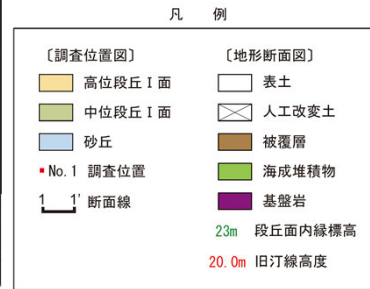 凡 例
〔調査位置図〕
高位段丘Ⅰ面
中位段丘Ⅰ面
砂丘
No.1 調査位置
1 1' 断面線
〔地形断面図〕
表土
人工改変土
被覆層
海成堆積物
基盤岩
23m 段丘面内縁標高
20.0m 旧汀線高度